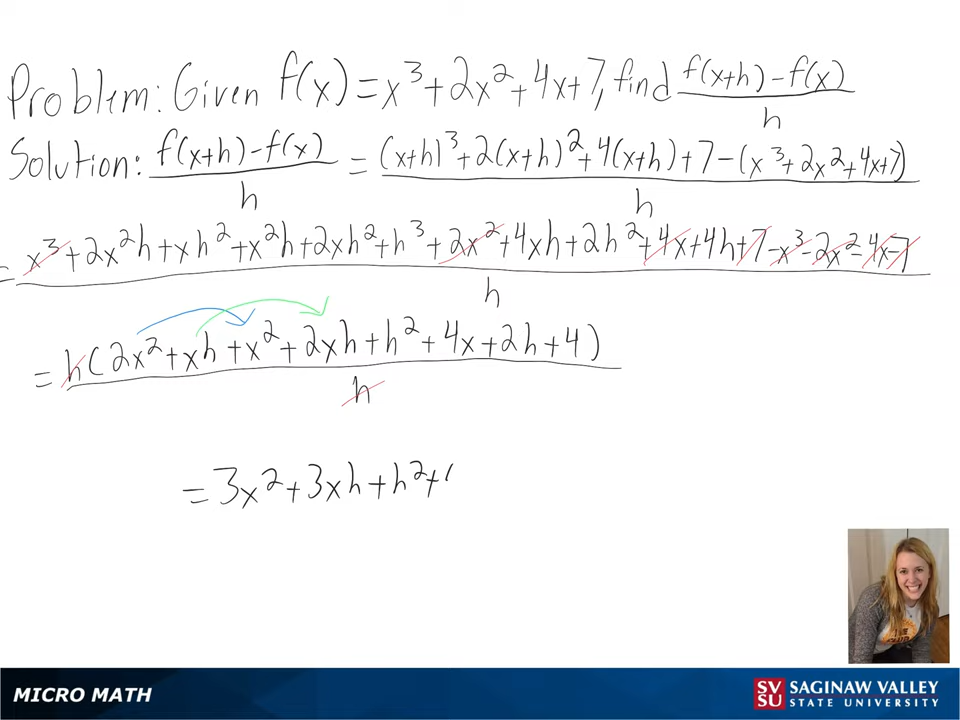 Problem: Given f(x) = x³ + 2x² + 4x + 7, find (f(x+h) - f(x))/h
Solution: (f(x+h) - f(x))/h = ((x+h)³ + 2(x+h)² + 4(x+h) + 7 - (x³ + 2x² + 4x + 7))/h
= (x³ + 2x²h + xh² + x²h + 2xh² + h³ + 2x² + 4xh + 2h² + 4x + 4h + 7 - x³ - 2x² - 4x - 7)/h
= h(2x² + xh + x² + 2xh + h² + 4x + 2h + 4)/h
= 3x² + 3xh + h² +
MICRO MATH
SV SU SAGINAW VALLEY
STATE UNIVERSITY